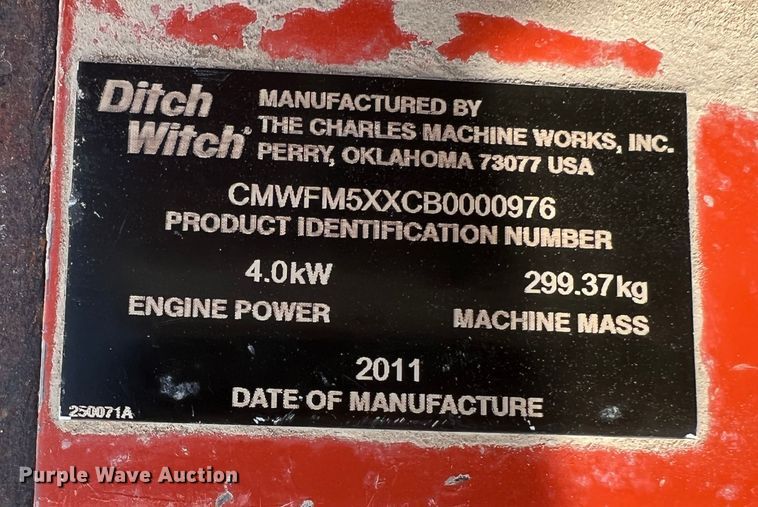 Ditch
Witch®
MANUFACTURED BY
THE CHARLES MACHINE WORKS, INC.
PERRY, OKLAHOMA 73077 USA
CMWFM5XXCB0000976
PRODUCT IDENTIFICATION NUMBER
4.0kW 299.37kg
ENGINE POWER MACHINE MASS
2011
DATE OF MANUFACTURE
250071A
Purple Wave Auction